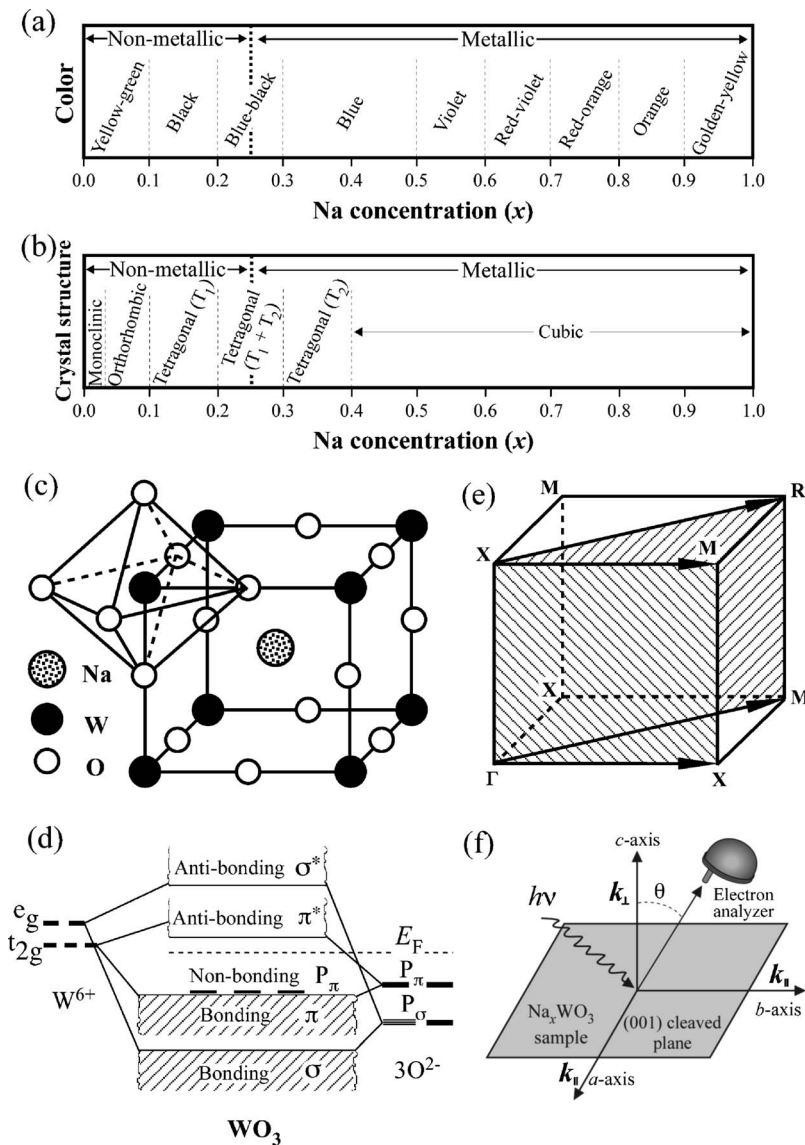 (a)
Non-metallic
Metallic
Color
Yellow-green
Black
Blue-black
Blue
Violet
Red-violet
Red-orange
Orange
Golden-yellow
0.0 0.1 0.2 0.3 0.4 0.5 0.6 0.7 0.8 0.9 1.0
Na concentration (x)
(b)
Non-metallic
Metallic
Crystal structure
Monoclinic
Orthorhombic
Tetragonal (T₁)
Tetragonal
(T₁ + T₂)
Tetragonal (T₂)
Cubic
0.0 0.1 0.2 0.3 0.4 0.5 0.6 0.7 0.8 0.9 1.0
Na concentration (x)
(c)
Na
W
O
(e)
M
R
X
M
X
M
Γ
X
(d)
Anti-bonding σ*
Anti-bonding π*
e_g
t₂g
W⁶⁺
E_F
Non-bonding P_π
P_π
Bonding π
P_σ
Bonding σ
3O²⁻
WO₃
(f)
c-axis
k⊥
θ
hν
Electron
analyzer
k∥
b-axis
NaₓWO₃
sample
(001) cleaved
plane
k∥
a-axis